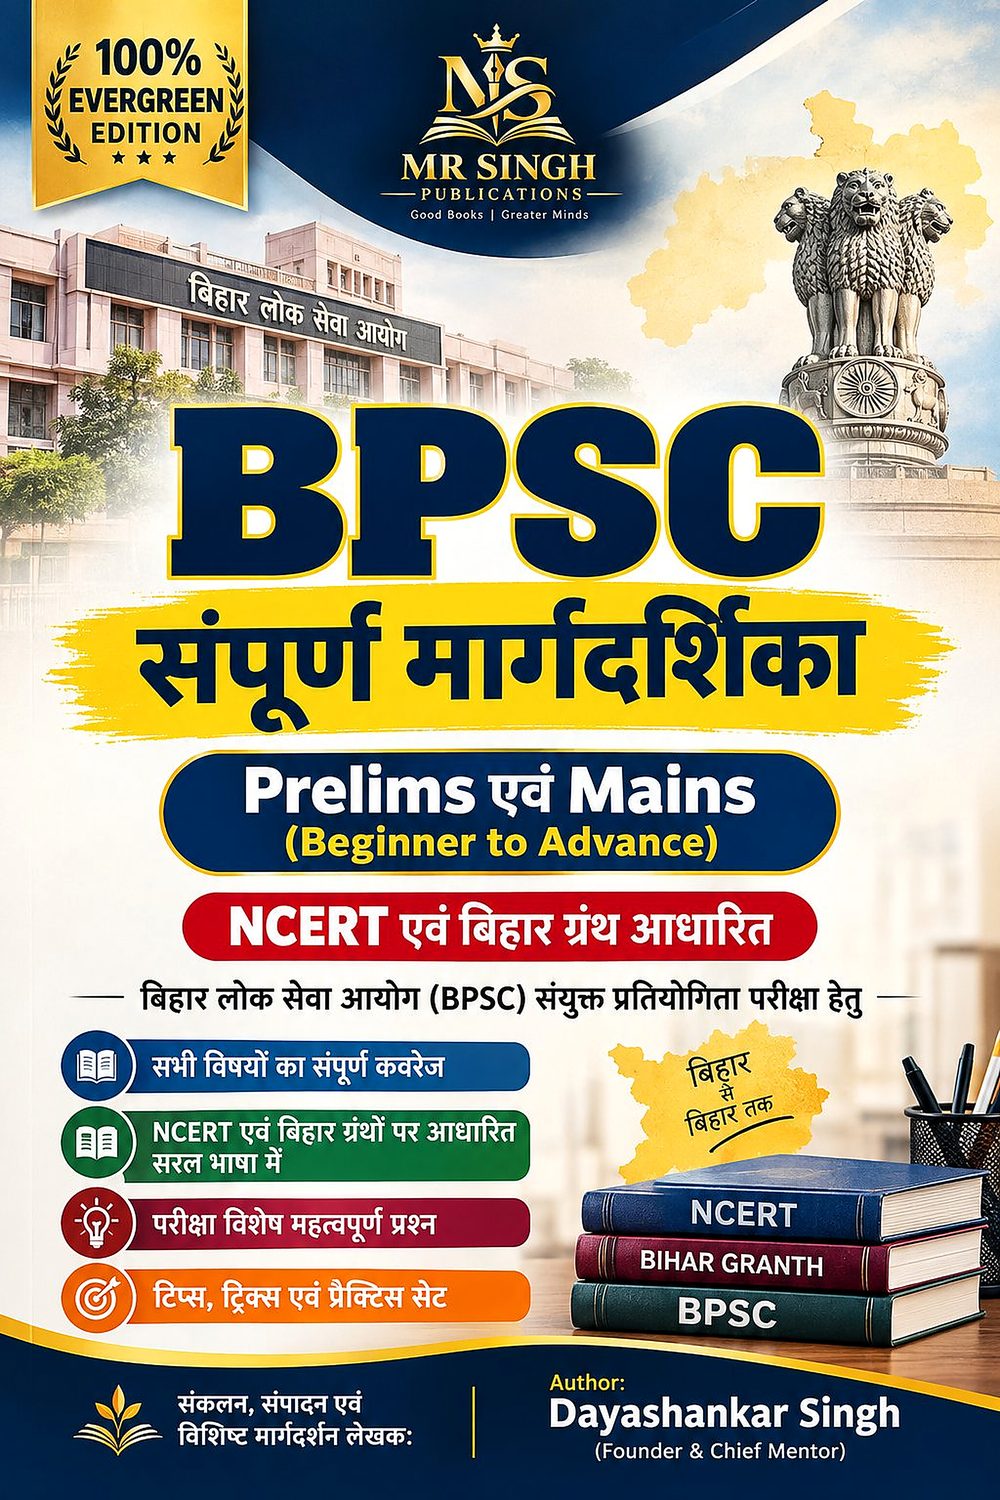 100%
EVERGREEN
EDITION
MR SINGH
PUBLICATIONS
Good Books | Greater Minds
बिहार लोक सेवा आयोग
BPSC
संपूर्ण मार्गदर्शिका
Prelims एवं Mains
(Beginner to Advance)
NCERT एवं बिहार ग्रंथ आधारित
बिहार लोक सेवा आयोग (BPSC) संयुक्त प्रतियोगिता परीक्षा हेतु
सभी विषयों का संपूर्ण कवरेज
NCERT एवं बिहार ग्रंथों पर आधारित
सरल भाषा में
परीक्षा विशेष महत्वपूर्ण प्रश्न
टिप्स, ट्रिक्स एवं प्रैक्टिस सेट
बिहार
से
बिहार तक
NCERT
BIHAR GRANTH
BPSC
संकलन, संपादन एवं
विशिष्ट मार्गदर्शन लेखक:
Author:
Dayashankar Singh
(Founder & Chief Mentor)